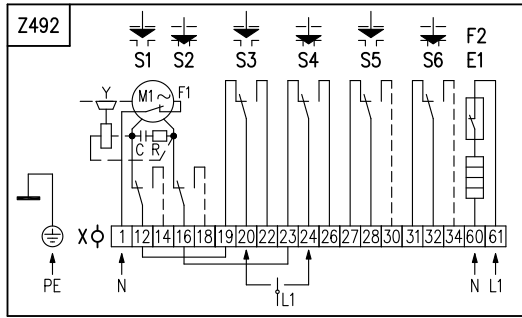 Z492
F2
S1 S2 S3 S4 S5 S6 E1
Y M1 ~ F1
C R
X 1 12 14 16 18 19 20 22 23 24 26 27 28 30 31 32 34 60 61
PE N L1 N L1